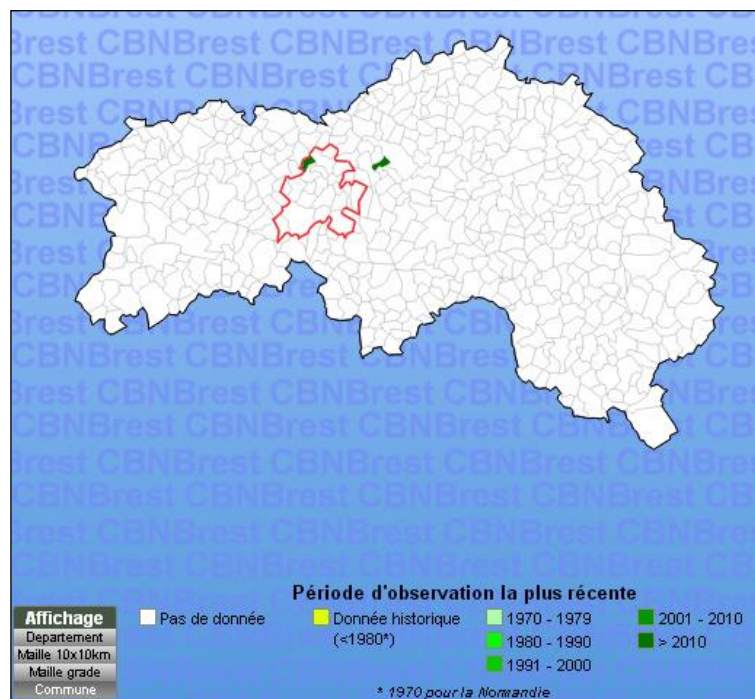 Période d'observation la plus récente
Affichage
Departement
Maille 10x10km
Maille grade
Commune
Pas de donnée
Donnée historique
(<1980*)
1970 - 1979
1980 - 1990
1991 - 2000
2001 - 2010
> 2010
* 1970 pour la Normandie
CBNBrest